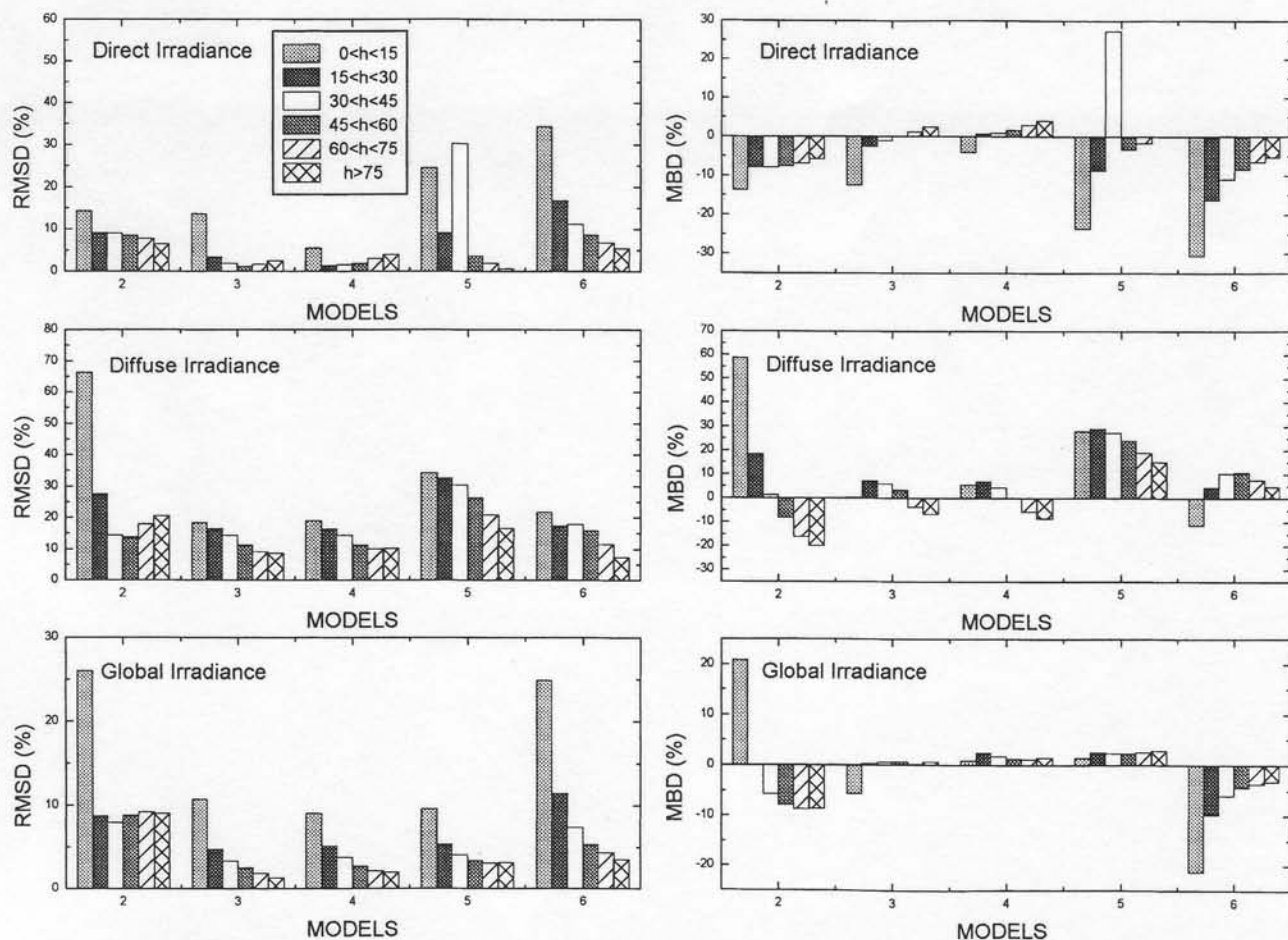 Direct Irradiance
RMSD (%)
60
50
40
30
20
10
0
0<h<15
15<h<30
30<h<45
45<h<60
60<h<75
h>75
2 3 4 5 6
MODELS
Direct Irradiance
MBD (%)
30
20
10
0
-10
-20
-30
2 3 4 5 6
MODELS
Diffuse Irradiance
RMSD (%)
80
70
60
50
40
30
20
10
0
2 3 4 5 6
MODELS
Diffuse Irradiance
MBD (%)
70
60
50
40
30
20
10
0
-10
-20
-30
2 3 4 5 6
MODELS
Global Irradiance
RMSD (%)
30
20
10
0
2 3 4 5 6
MODELS
Global Irradiance
MBD (%)
20
10
0
-10
-20
2 3 4 5 6
MODELS